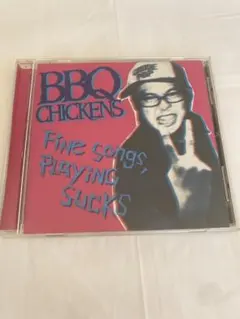 BBQ
CHICKENS
FiNE SONGS,
PLAYiNG
SUCKS